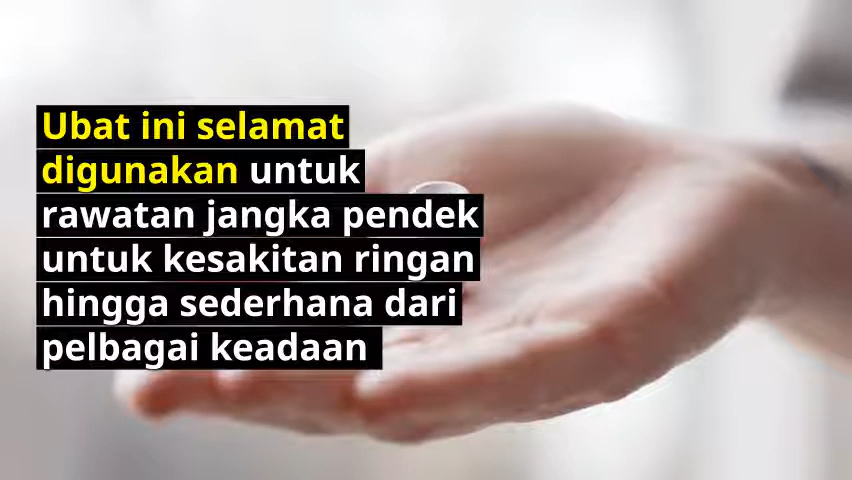 Ubat ini selamat
digunakan untuk
rawatan jangka pendek
untuk kesakitan ringan
hingga sederhana dari
pelbagai keadaan